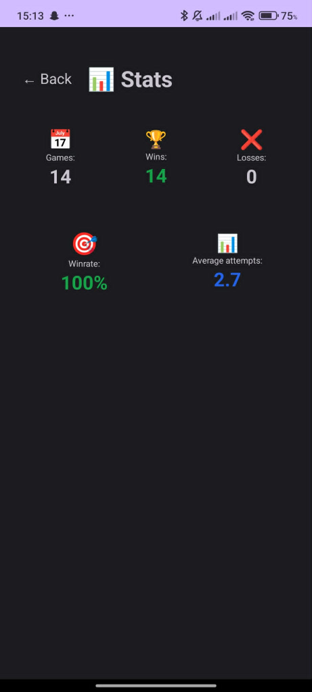 15:13 75%
← Back Stats
Games: Wins: Losses:
14 14 0
Winrate: Average attempts:
100% 2.7